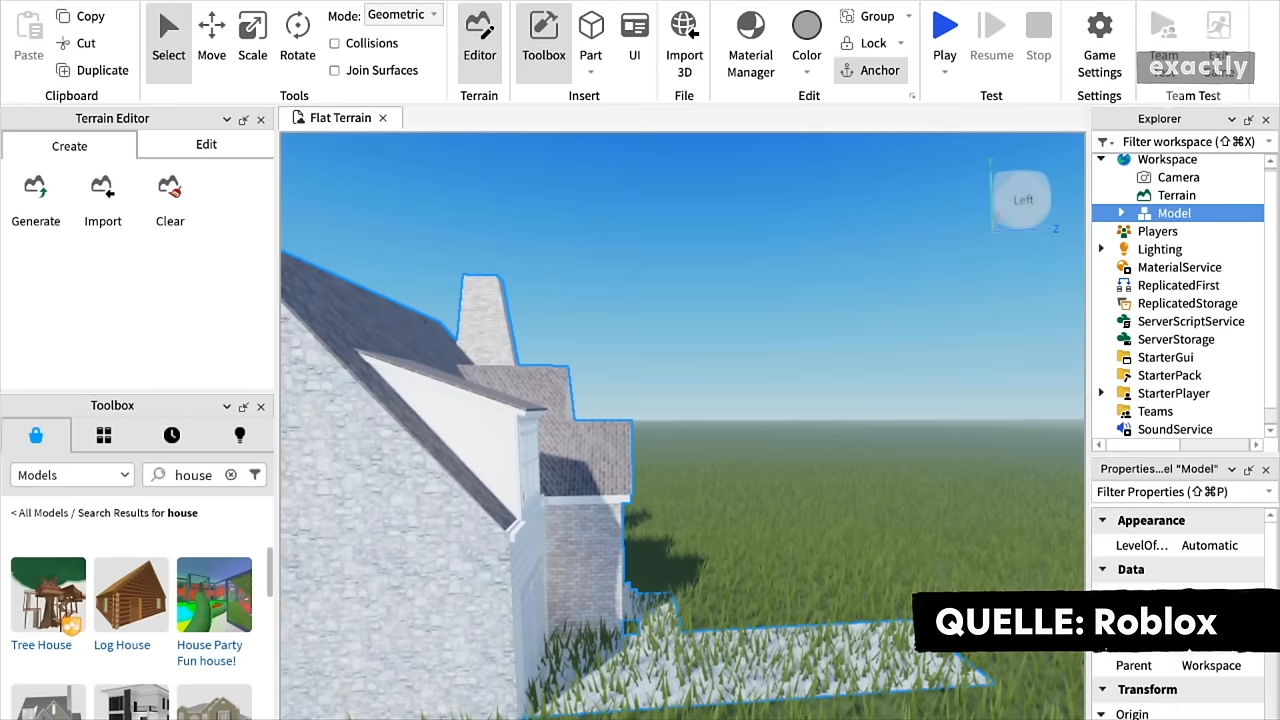 Paste
Copy
Cut
Duplicate
Clipboard
Select
Move
Scale
Rotate
Mode: Geometric
Collisions
Join Surfaces
Tools
Editor
Terrain
Toolbox
Part
UI
Insert
Import
3D
File
Material
Manager
Color
Group
Lock
Anchor
Edit
Play
Resume
Stop
Test
Game
Settings
Settings
exactly
Team Test
Terrain Editor
Create
Edit
Generate
Import
Clear
Flat Terrain
Y
Left
Z
Explorer
Filter workspace (⇧⌘X)
Workspace
Camera
Terrain
Model
Players
Lighting
MaterialService
ReplicatedFirst
ReplicatedStorage
ServerScriptService
ServerStorage
StarterGui
StarterPack
StarterPlayer
Teams
SoundService
Toolbox
Models
house
< All Models / Search Results for house
Tree House
Log House
House Party
Fun house!
Properties...el "Model"
Filter Properties (⇧⌘P)
Appearance
LevelOf... Automatic
Data
QUELLE: Roblox
Parent Workspace
Transform
Origin